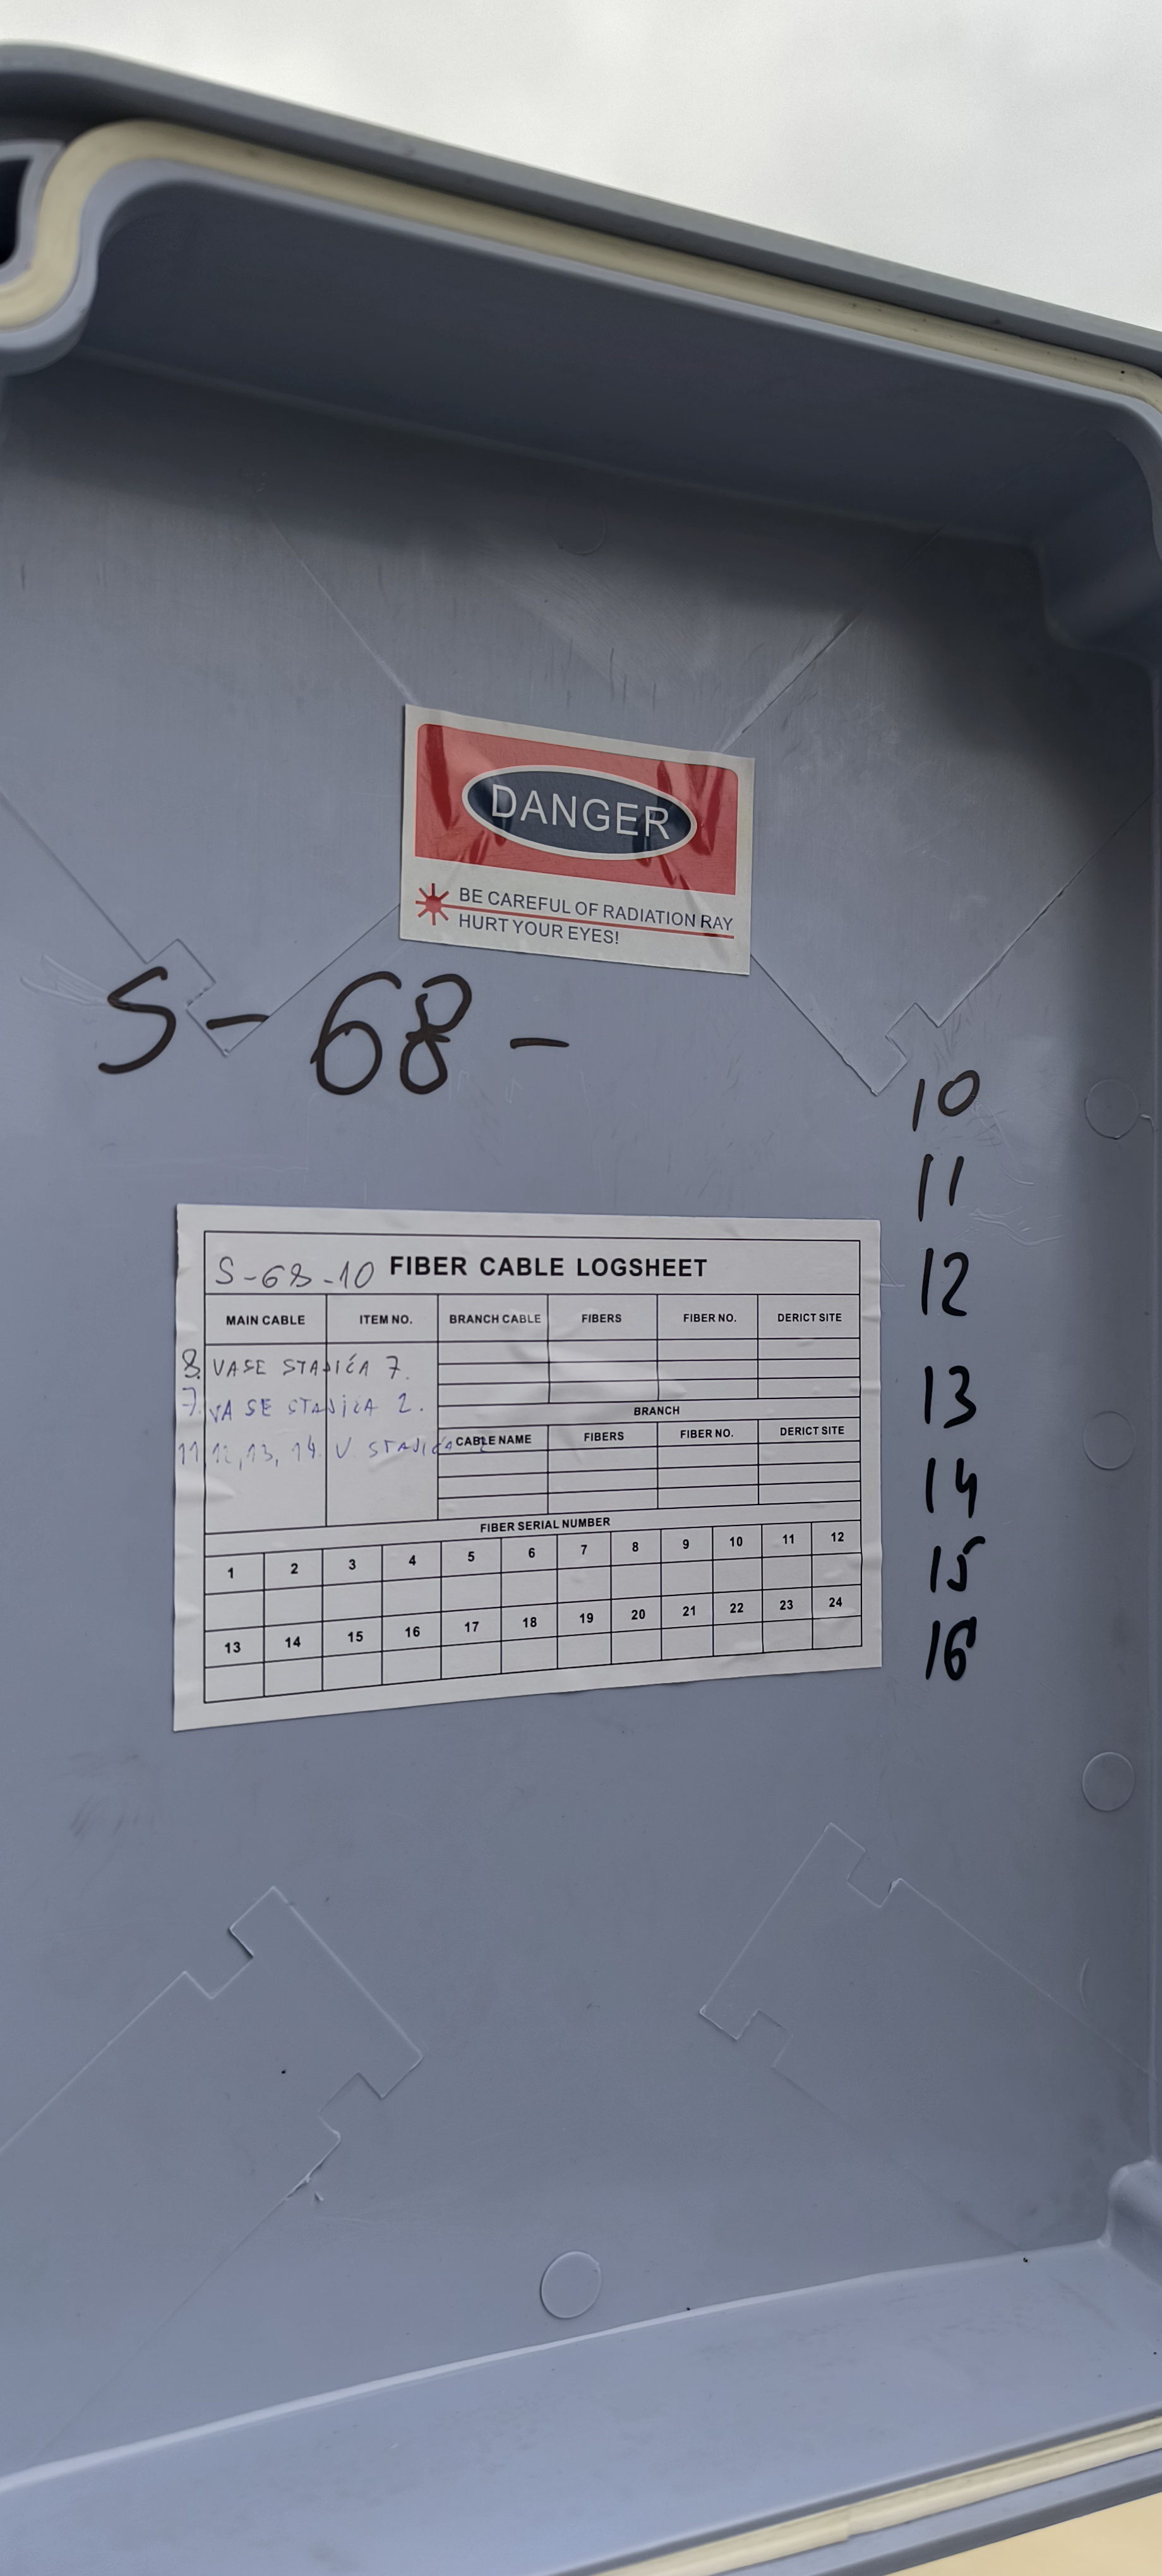 DANGER
BE CAREFUL OF RADIATION RAY
HURT YOUR EYES!
S-68-
10
11
12
13
14
15
16
S-68-10 FIBER CABLE LOGSHEET
MAIN CABLE ITEM NO. BRANCH CABLE FIBERS FIBER NO. DERICT SITE
8. VASE STAJIĆA 7.
7. VA SE STAJIĆA 2.
BRANCH
CABLE NAME FIBERS FIBER NO. DERICT SITE
11, 12, 13, 14. V. STAJIĆA 2
FIBER SERIAL NUMBER
1 2 3 4 5 6 7 8 9 10 11 12
13 14 15 16 17 18 19 20 21 22 23 24